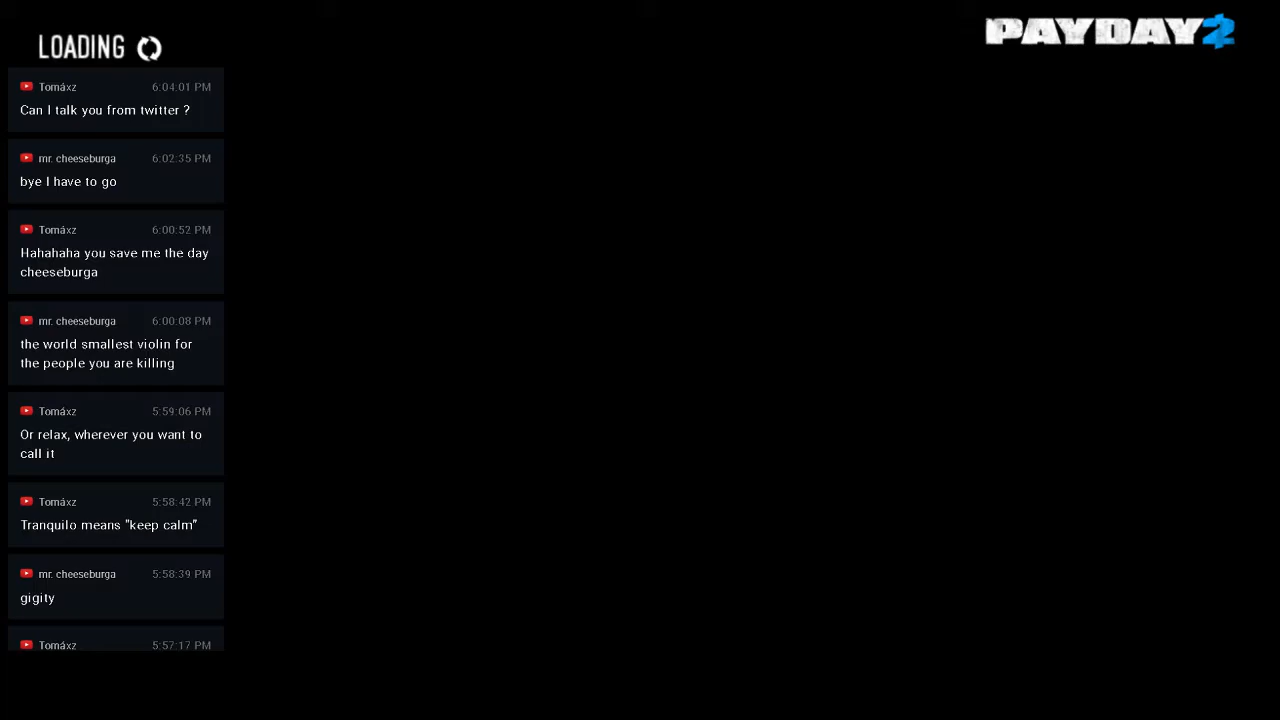 LOADING
PAYDAY 2
Tomáxz 6:04:01 PM
Can I talk you from twitter ?
mr. cheeseburga 6:02:35 PM
bye I have to go
Tomáxz 6:00:52 PM
Hahahaha you save me the day
cheeseburga
mr. cheeseburga 6:00:08 PM
the world smallest violin for
the people you are killing
Tomáxz 5:59:06 PM
Or relax, wherever you want to
call it
Tomáxz 5:58:42 PM
Tranquilo means "keep calm"
mr. cheeseburga 5:58:39 PM
gigity
Tomáxz 5:57:17 PM